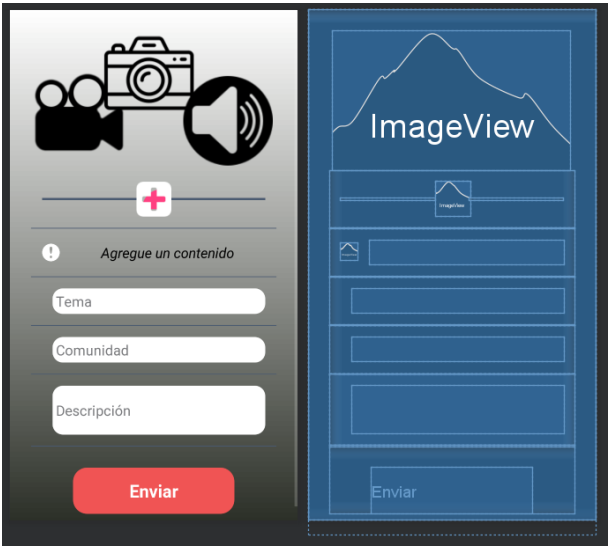 Agregue un contenido
Tema
Comunidad
Descripción
Enviar
ImageView
ImageView
Enviar